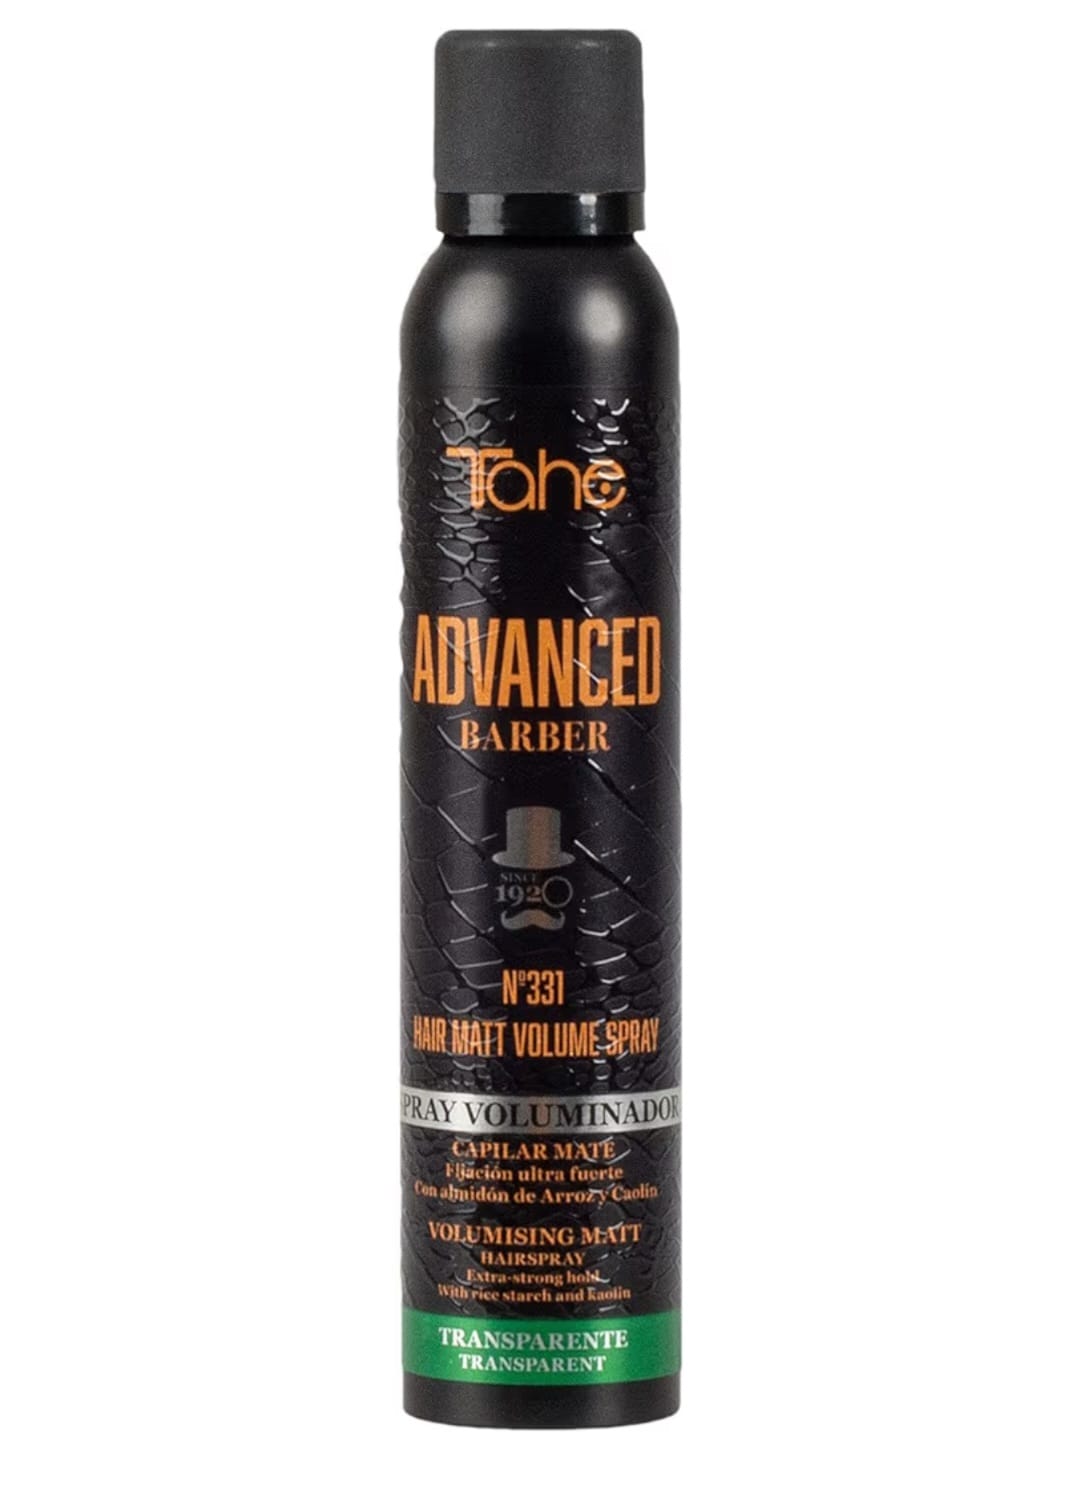 Tahe
ADVANCED
BARBER
SINCE
1920
Nº331
HAIR MATT VOLUME SPRAY
SPRAY VOLUMINADOR
CAPILAR MATE
Fijación ultra fuerte
Con almidón de Arroz y Caolín
VOLUMISING MATT
HAIRSPRAY
Extra-strong hold
With rice starch and kaolin
TRANSPARENTE
TRANSPARENT